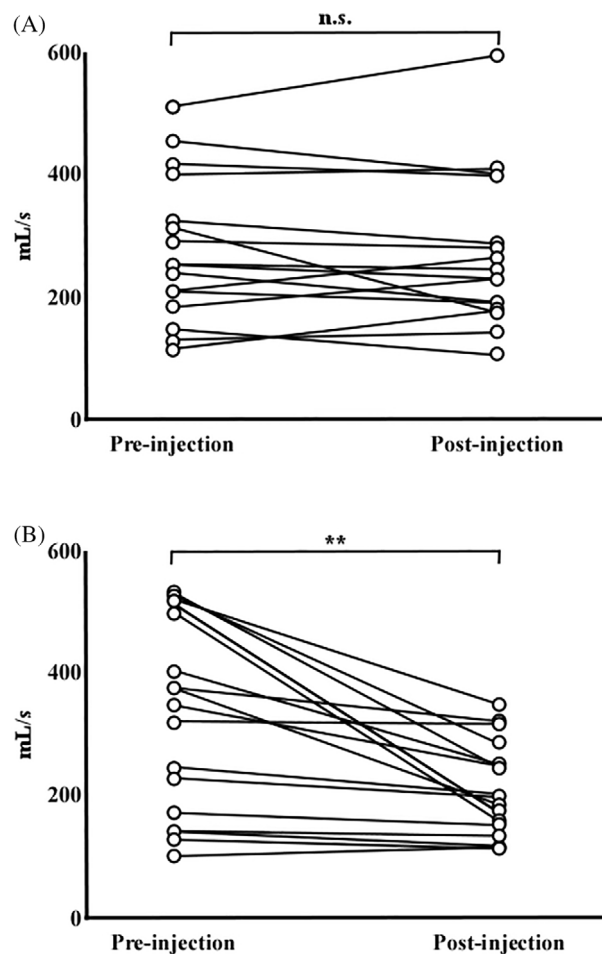 (A)
n.s.
600
400
mL/s
200
0
Pre-injection Post-injection
(B)
**
600
400
mL/s
200
0
Pre-injection Post-injection